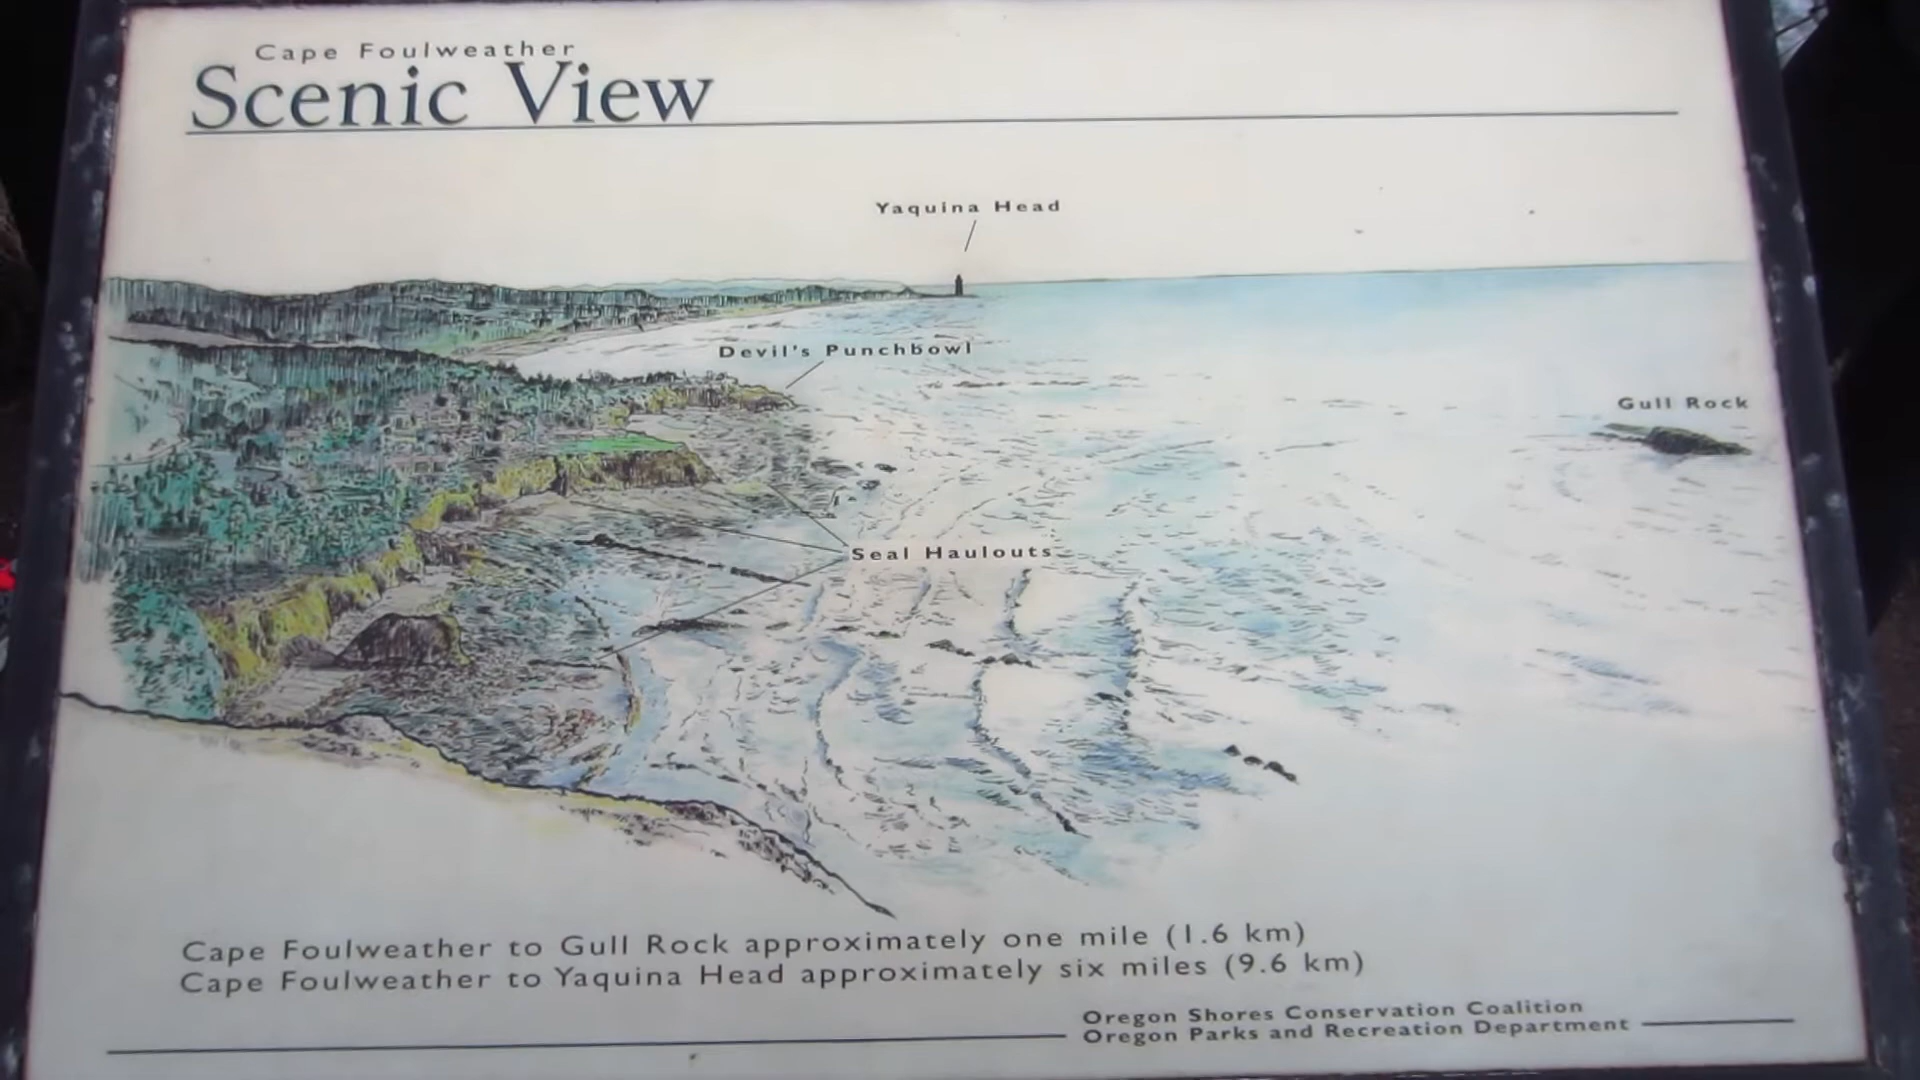 Cape Foulweather
Scenic View
Yaquina Head
Devil's Punchbowl
Gull Rock
Seal Haulouts
Cape Foulweather to Gull Rock approximately one mile (1.6 km)
Cape Foulweather to Yaquina Head approximately six miles (9.6 km)
Oregon Shores Conservation Coalition
Oregon Parks and Recreation Department